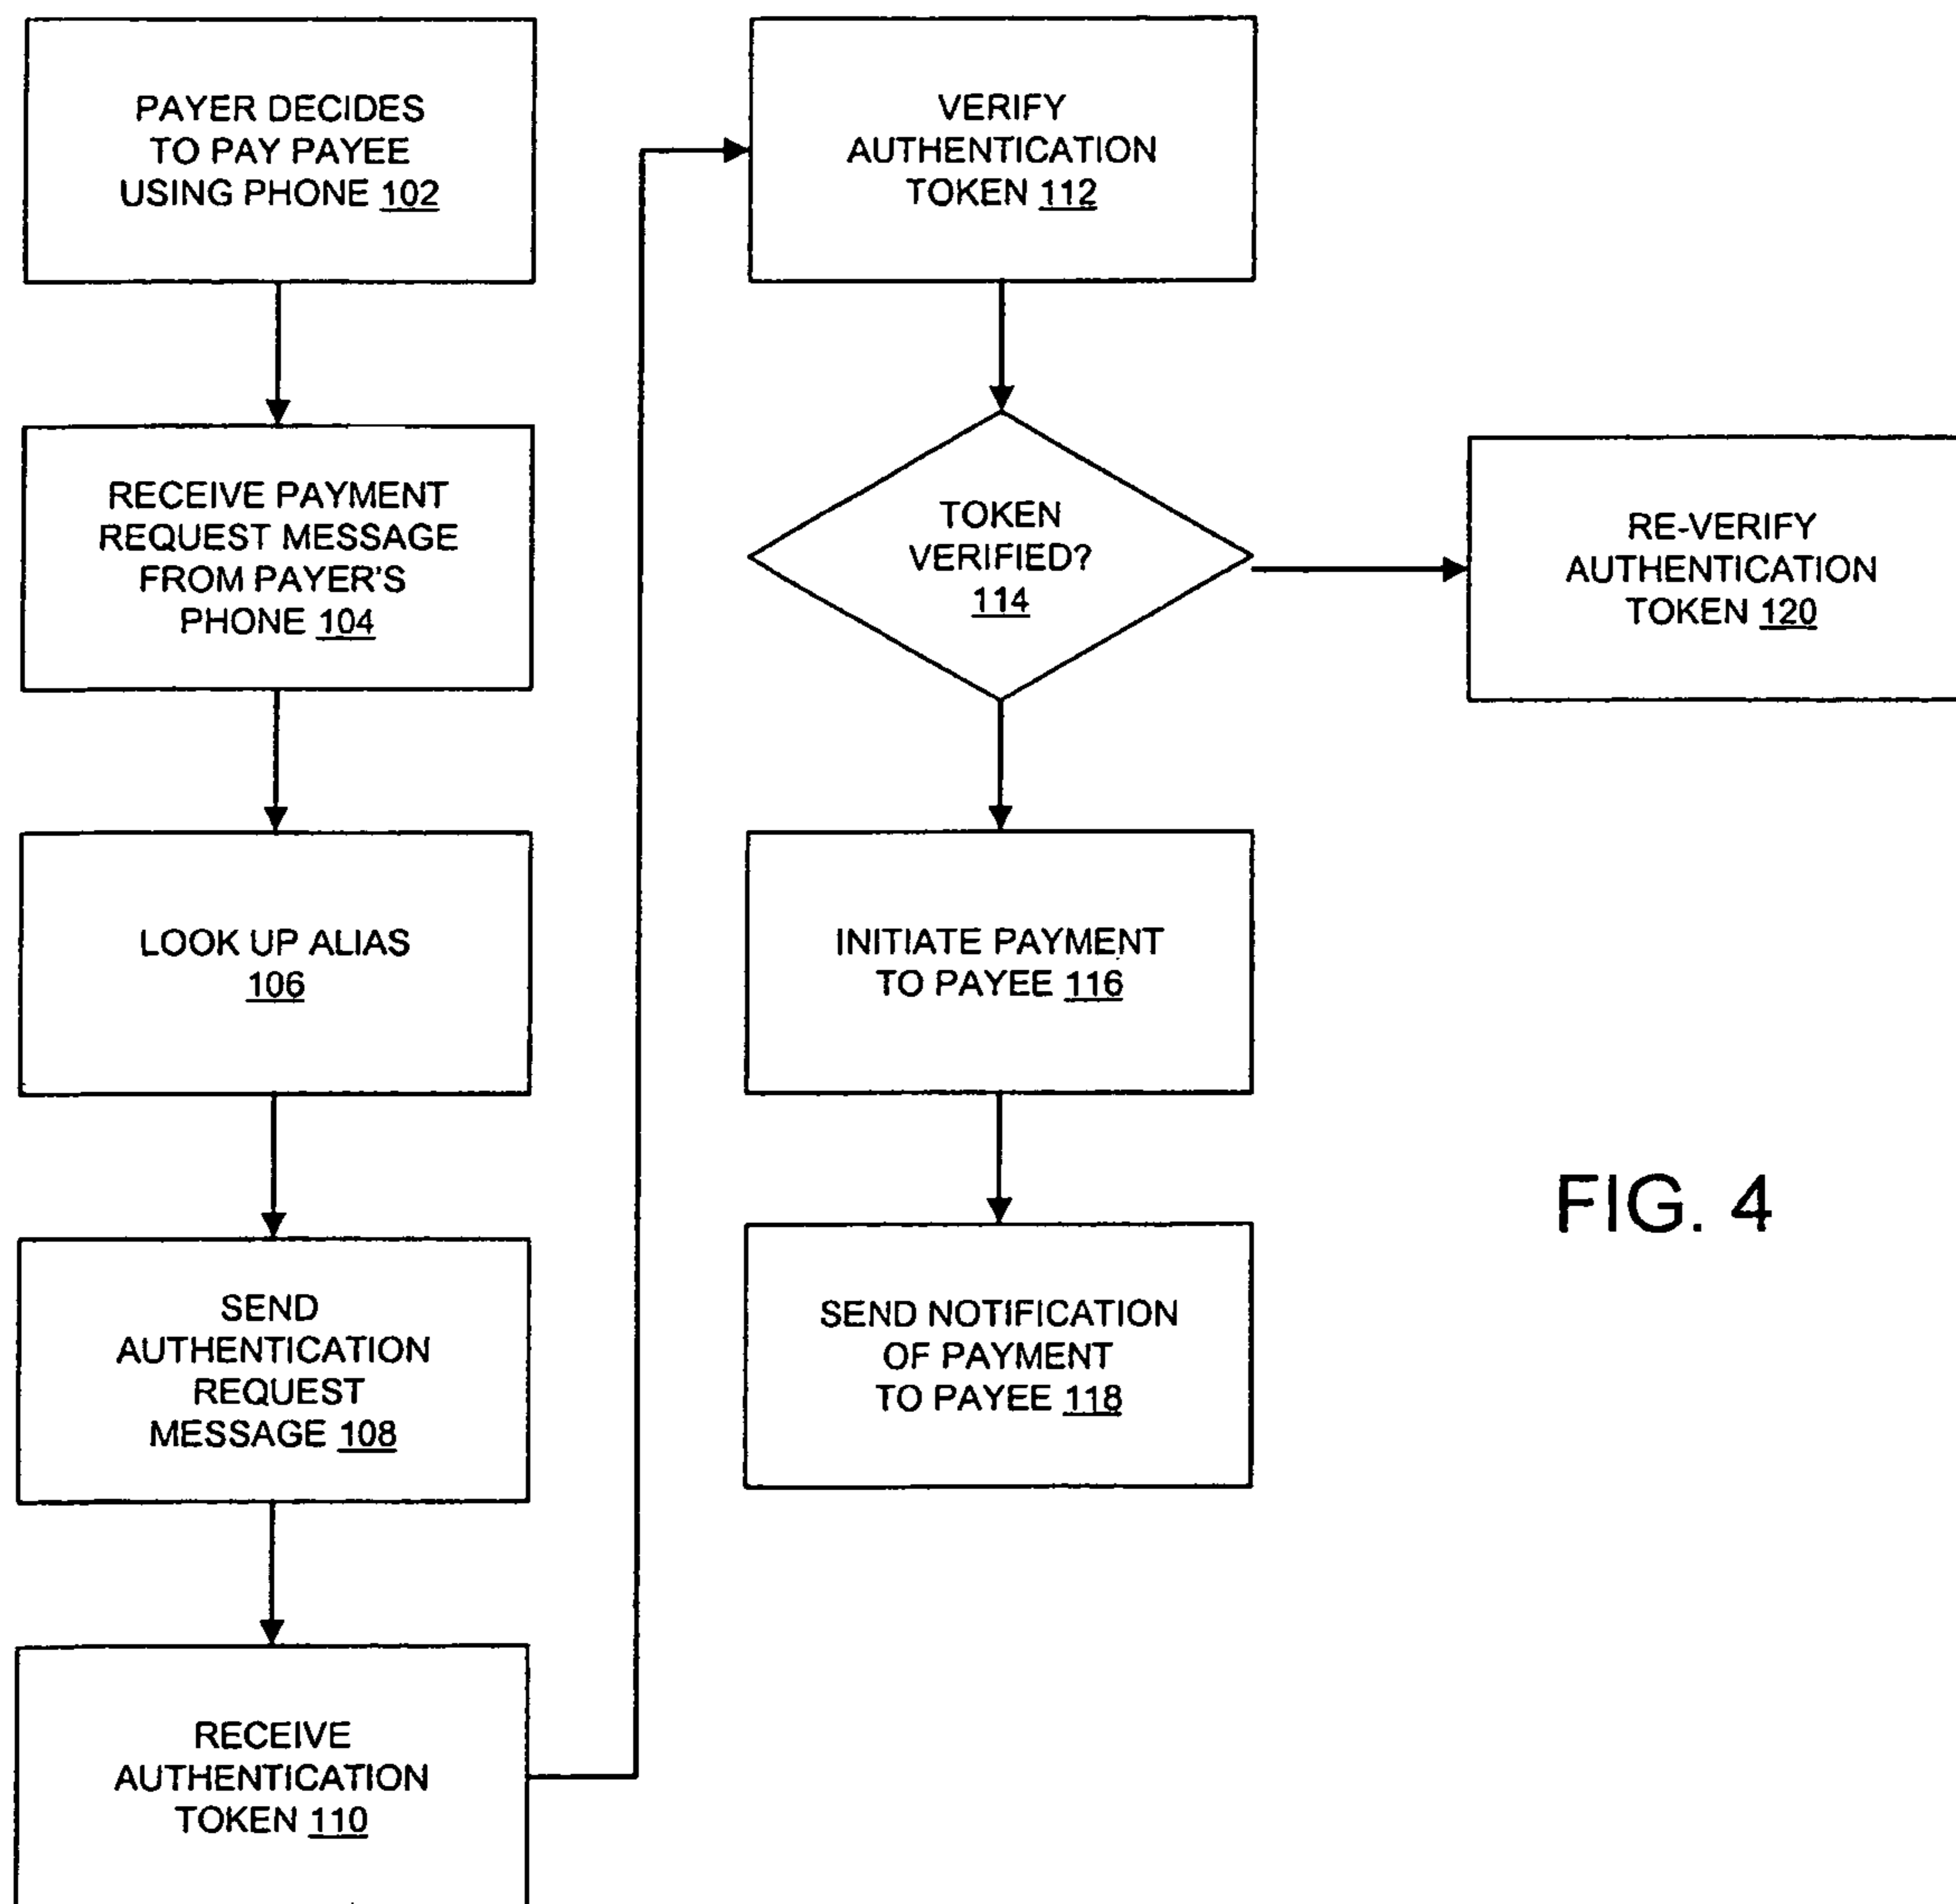 PAYER DECIDES
TO PAY PAYEE
USING PHONE 102
RECEIVE PAYMENT
REQUEST MESSAGE
FROM PAYER'S
PHONE 104
LOOK UP ALIAS
106
SEND
AUTHENTICATION
REQUEST
MESSAGE 108
RECEIVE
AUTHENTICATION
TOKEN 110
VERIFY
AUTHENTICATION
TOKEN 112
TOKEN
VERIFIED?
114
INITIATE PAYMENT
TO PAYEE 116
SEND NOTIFICATION
OF PAYMENT
TO PAYEE 118
RE-VERIFY
AUTHENTICATION
TOKEN 120
FIG. 4